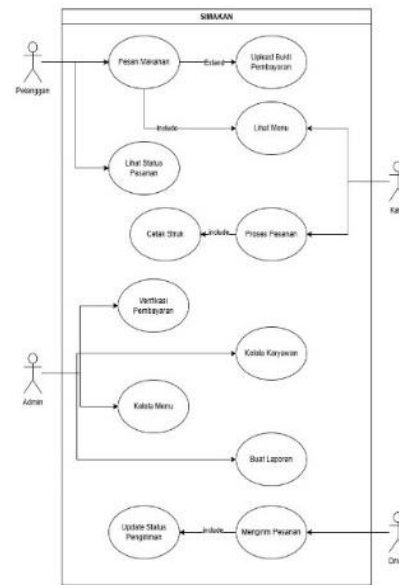 SIMAKAN
Pesan Makanan
Extend
Upload Bukti
Pembayaran
Pelanggan
Include
Lihat Menu
Lihat Status
Pesanan
Cetak Struk
include
Proses Pesanan
Verifikasi
Pembayaran
Kelola Karyawan
Admin
Kelola Menu
Buat Laporan
Update Status
Pengiriman
include
Mengirim Pesanan